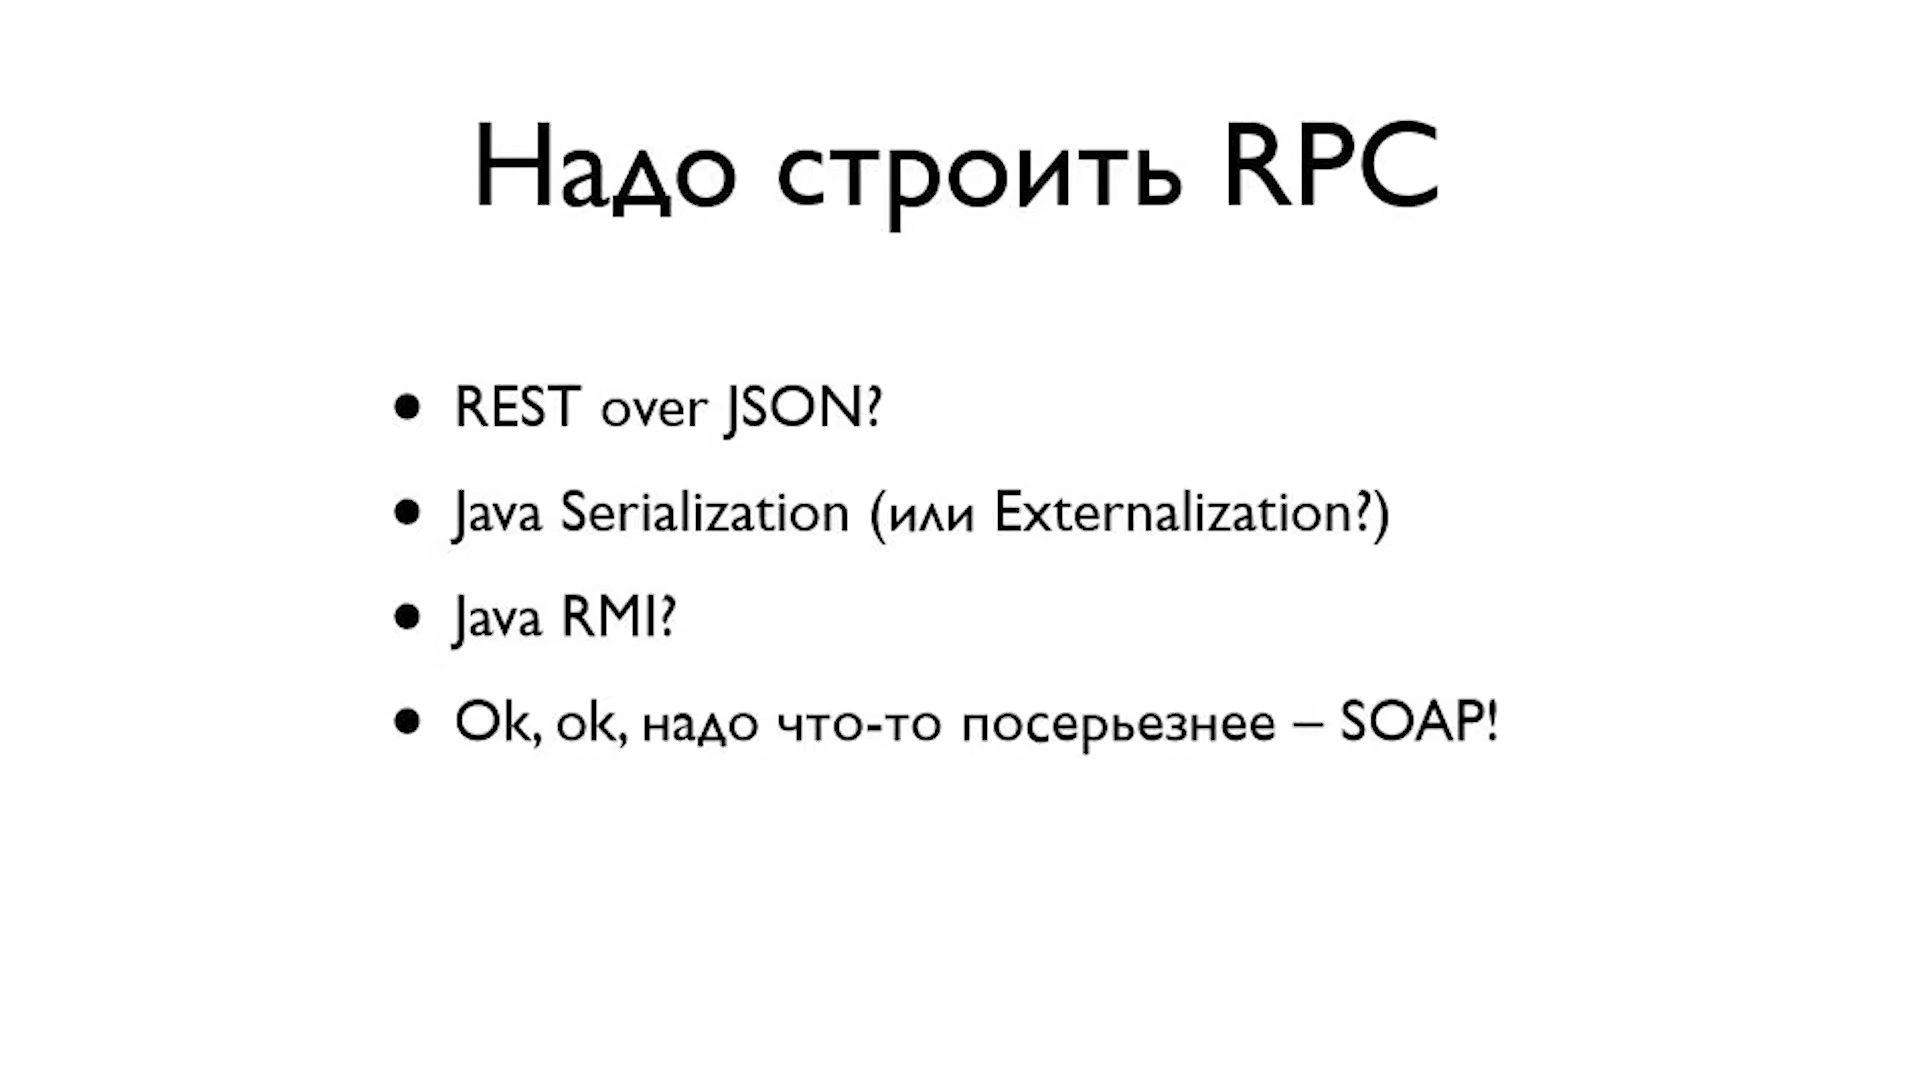 Надо строить RPC
• REST over JSON?
• Java Serialization (или Externalization?)
• Java RMI?
• Ok, ok, надо что-то посерьезнее – SOAP!